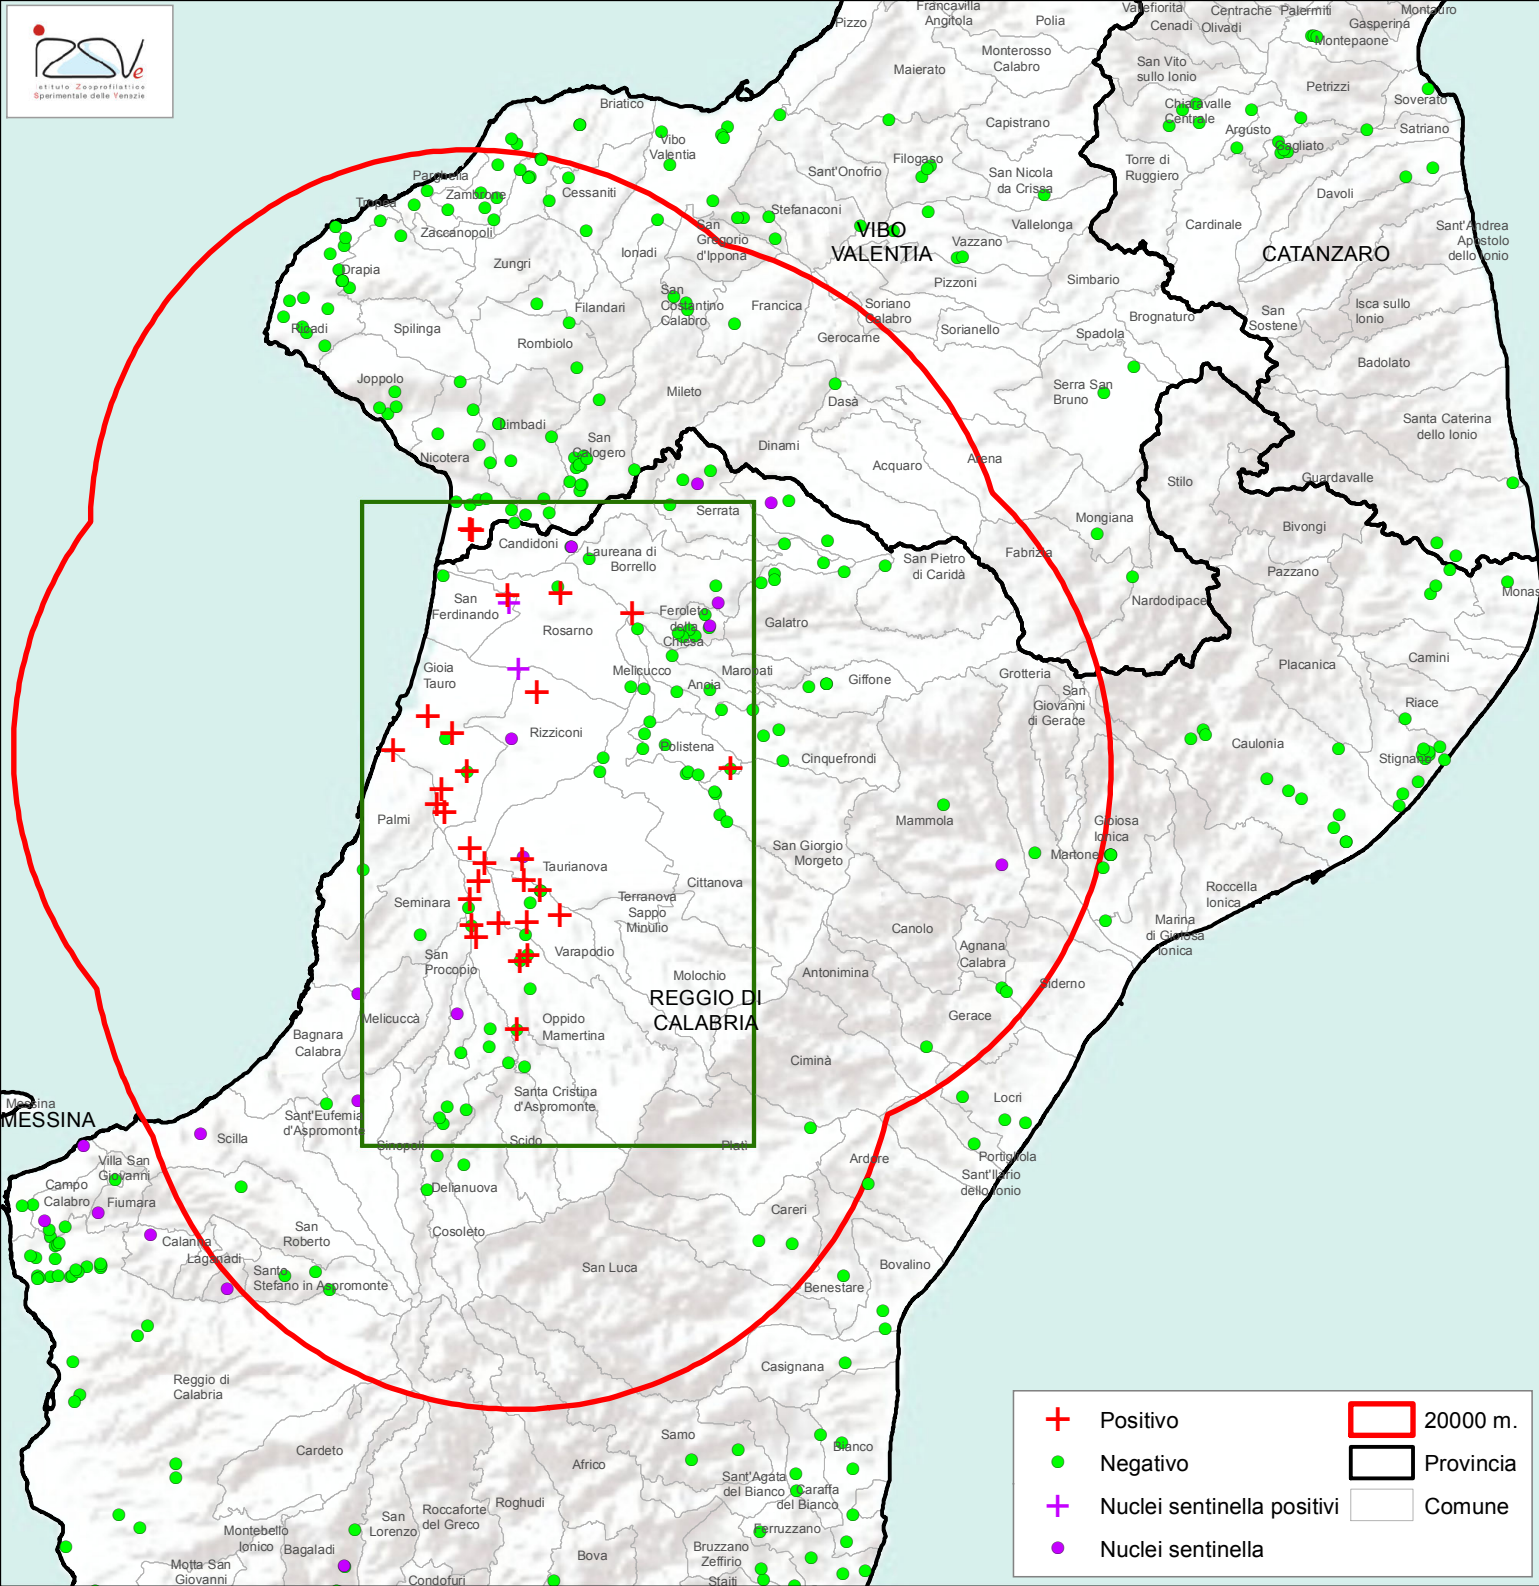 Istituto Zooprofilattico
Sperimentale delle Venezie
Pizzo
Francavilla
Angitola
Polia
Vallefiorita
Cenadi
Centrache
Olivadi
Palermiti
Gasperina
Montauro
Montepaone
Monterosso
Calabro
Maierato
San Vito
sullo Ionio
Petrizzi
Soverato
Briatico
Vibo
Valentia
Capistrano
Chiaravalle
Centrale
Argusto
Gagliato
Satriano
Sant'Onofrio
Filogaso
San Nicola
da Crissa
Torre di
Ruggiero
Davoli
Parghelia
Tropea
Zambrone
Cessaniti
Zaccanopoli
San
Gregorio
d'Ippona
Stefanaconi
VIBO
VALENTIA
Vallelonga
Vazzano
Cardinale
CATANZARO
Sant'Andrea
Apostolo
dello Ionio
Drapia
Zungri
Ionadi
Pizzoni
Simbario
San
Costantino
Calabro
Filandari
Francica
Soriano
Calabro
Sorianello
Brognaturo
Spadola
San
Sostene
Isca sullo
Ionio
Ricadi
Spilinga
Rombiolo
Gerocarne
Badolato
Joppolo
Mileto
Dasà
Serra San
Bruno
Santa Caterina
dello Ionio
Limbadi
San
Calogero
Dinami
Nicotera
Acquaro
Arena
Stilo
Guardavalle
Serrata
Mongiana
Bivongi
Candidoni
Laureana di
Borrello
San Pietro
di Caridà
Fabrizia
Pazzano
San
Ferdinando
Rosarno
Feroleto
della
Chiesa
Galatro
Nardodipace
Gioia
Tauro
Melicucco
Anoia
Maropati
Giffone
Grotteria
San
Giovanni
di Gerace
Placanica
Camini
Riace
Rizziconi
Polistena
Cinquefrondi
Caulonia
Stignano
Palmi
Mammola
Gioiosa
Ionica
San Giorgio
Morgeto
Martone
Taurianova
Cittanova
Seminara
Terranova
Sappo
Minulio
Roccella
Ionica
Canolo
Marina
di Gioiosa
Ionica
Agnana
Calabra
San
Procopio
Varapodio
Molochio
Antonimina
Siderno
REGGIO DI
CALABRIA
Melicuccà
Oppido
Mamertina
Gerace
Bagnara
Calabra
Ciminà
Messina
MESSINA
Sant'Eufemia
d'Aspromonte
Santa Cristina
d'Aspromonte
Locri
Scilla
Sinopoli
Scido
Platì
Ardore
Portigliola
Sant'Ilario
dello Ionio
Villa San
Giovanni
Campo
Calabro
Fiumara
Delianuova
Careri
San
Roberto
Cosoleto
Calanna
Laganadi
Santo
Stefano in Aspromonte
San Luca
Bovalino
Benestare
Reggio di
Calabria
Casignana
Cardeto
Samo
Africo
Bianco
Sant'Agata
del Bianco
Caraffa
del Bianco
Roghudi
Roccaforte
del Greco
San
Lorenzo
Montebello
Ionico
Bagaladi
Ferruzzano
Bruzzano
Zeffirio
Bova
Motta San
Giovanni
Condofuri
Staiti
Positivo
20000 m.
Negativo
Provincia
Nuclei sentinella positivi
Comune
Nuclei sentinella